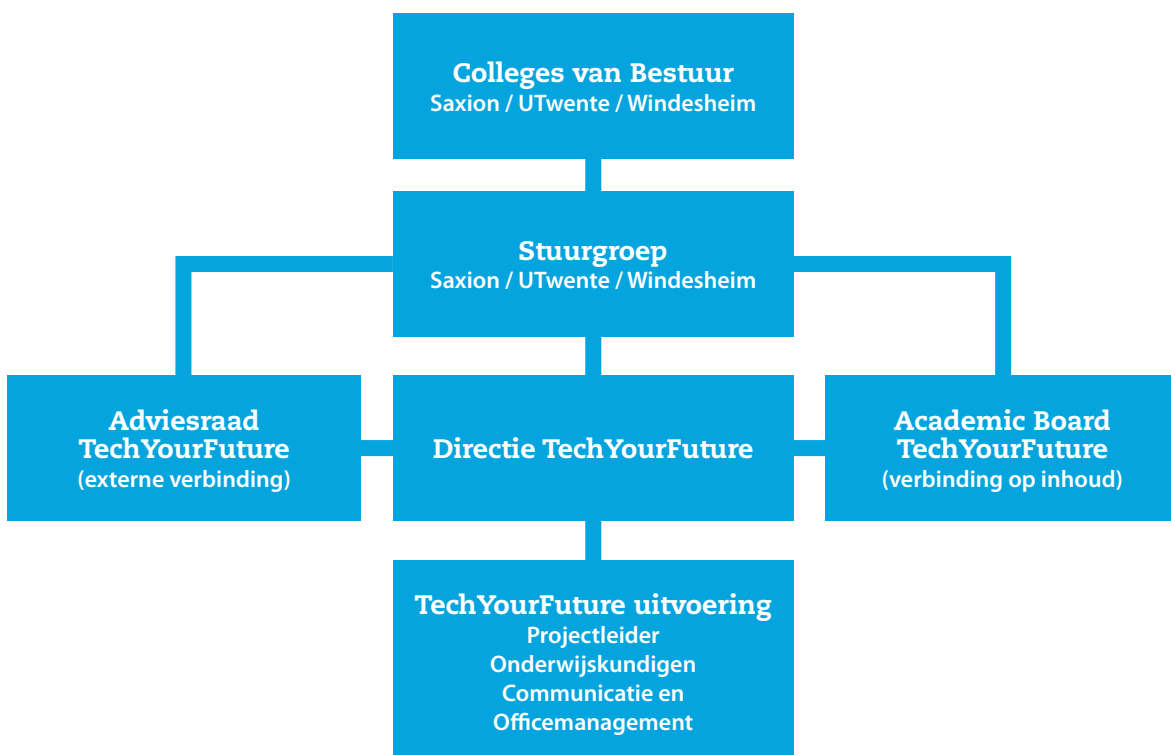 Colleges van Bestuur
Saxion / UTwente / Windesheim
Stuurgroep
Saxion / UTwente / Windesheim
Adviesraad
TechYourFuture
(externe verbinding)
Directie TechYourFuture
Academic Board
TechYourFuture
(verbinding op inhoud)
TechYourFuture uitvoering
Projectleider
Onderwijskundigen
Communicatie en
Officemanagement